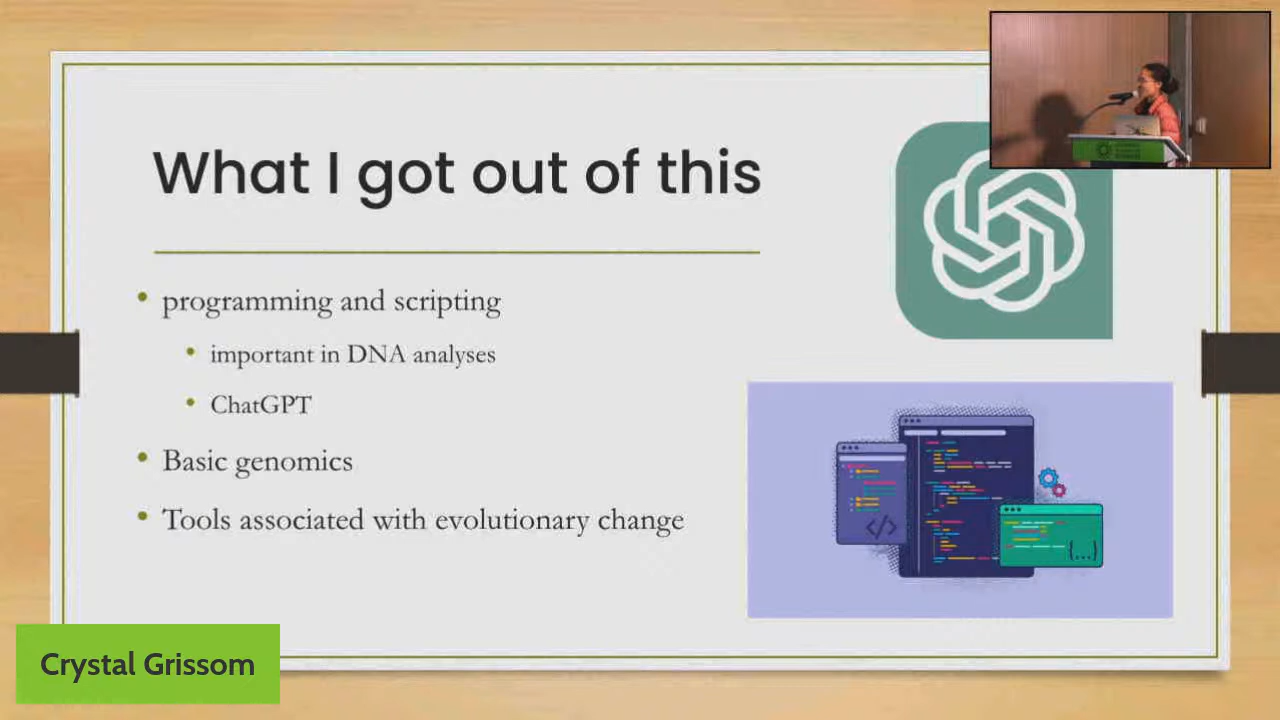 What I got out of this
programming and scripting
important in DNA analyses
ChatGPT
Basic genomics
Tools associated with evolutionary change
</>
{...}
Crystal Grissom